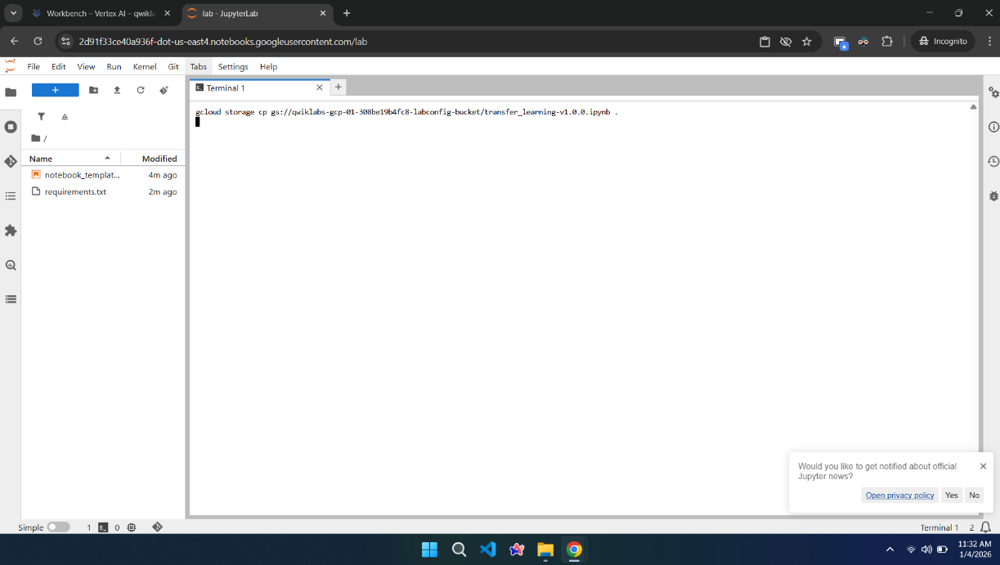 Workbench – Vertex AI – qwikla
lab - JupyterLab
2d91f33ce40a936f-dot-us-east4.notebooks.googleusercontent.com/lab
Incognito
File Edit View Run Kernel Git Tabs Settings Help
Terminal 1
/
Name Modified
notebook_templat... 4m ago
requirements.txt 2m ago
gcloud storage cp gs://qwiklabs-gcp-01-308be19b4fc8-labconfig-bucket/transfer_learning-v1.0.0.ipynb .
Would you like to get notified about official
Jupyter news?
Open privacy policy Yes No
Simple 1 0 Terminal 1 2
11:32 AM
1/4/2026